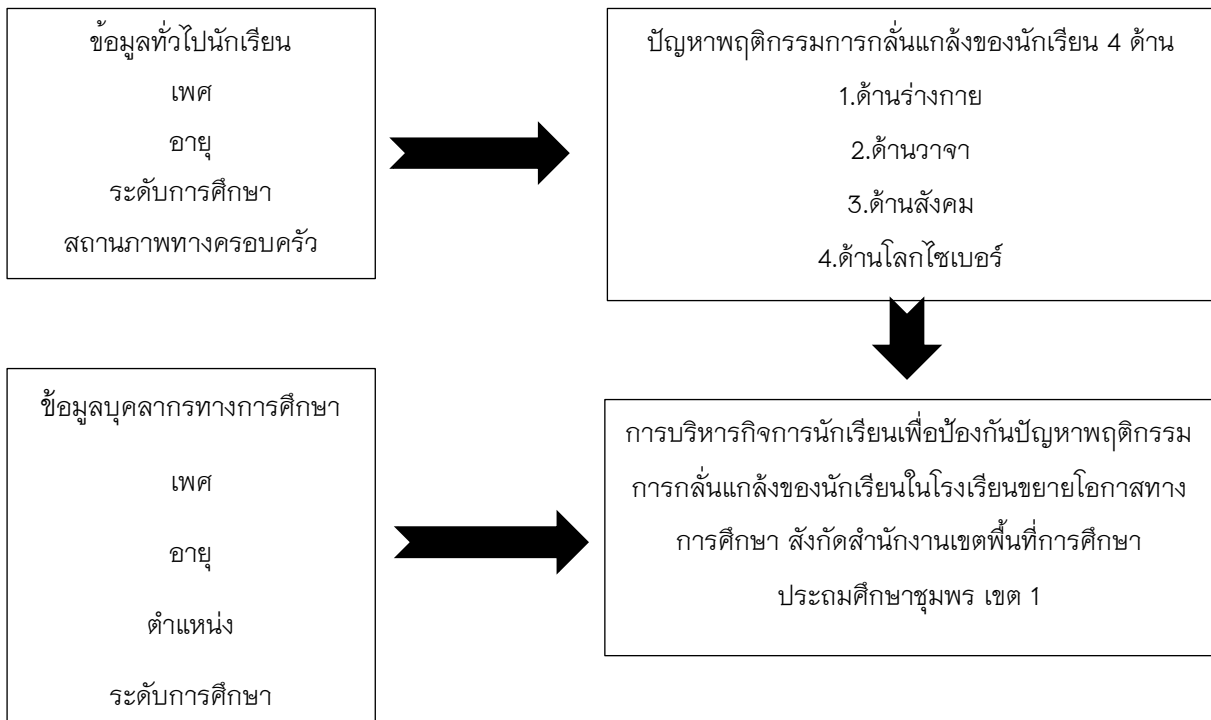 ข้อมูลทั่วไปนักเรียน
เพศ
อายุ
ระดับการศึกษา
สถานภาพทางครอบครัว
ปัญหาพฤติกรรมการกลั่นแกล้งของนักเรียน 4 ด้าน
1.ด้านร่างกาย
2.ด้านวาจา
3.ด้านสังคม
4.ด้านโลกไซเบอร์
ข้อมูลบุคลากรทางการศึกษา
เพศ
อายุ
ตำแหน่ง
ระดับการศึกษา
การบริหารกิจการนักเรียนเพื่อป้องกันปัญหาพฤติกรรม
การกลั่นแกล้งของนักเรียนในโรงเรียนขยายโอกาสทาง
การศึกษา สังกัดสำนักงานเขตพื้นที่การศึกษา
ประถมศึกษาชุมพร เขต 1